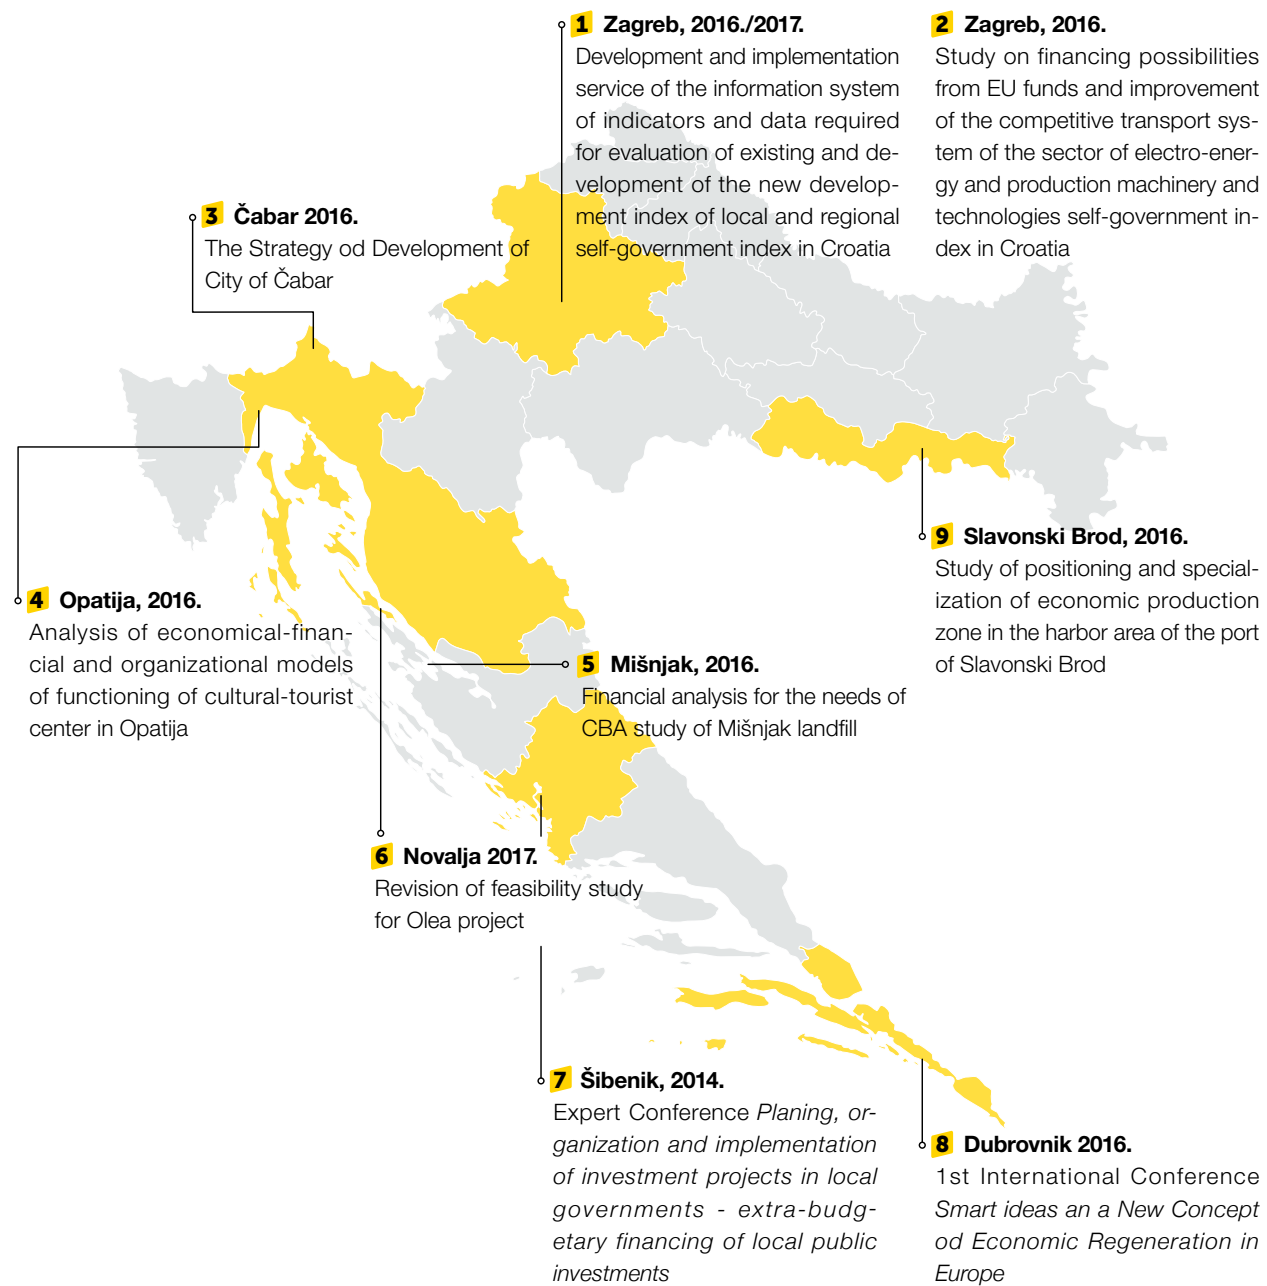 1 Zagreb, 2016./2017.
Development and implementation
service of the information system
of indicators and data required
for evaluation of existing and de-
velopment of the new develop-
ment index of local and regional
self-government index in Croatia
2 Zagreb, 2016.
Study on financing possibilities
from EU funds and improvement
of the competitive transport sys-
tem of the sector of electro-ener-
gy and production machinery and
technologies self-government in-
dex in Croatia
3 Čabar 2016.
The Strategy od Development of
City of Čabar
4 Opatija, 2016.
Analysis of economical-finan-
cial and organizational models
of functioning of cultural-tourist
center in Opatija
5 Mišnjak, 2016.
Financial analysis for the needs of
CBA study of Mišnjak landfill
6 Novalja 2017.
Revision of feasibility study
for Olea project
7 Šibenik, 2014.
Expert Conference Planing, or-
ganization and implementation
of investment projects in local
governments - extra-budg-
etary financing of local public
investments
8 Dubrovnik 2016.
1st International Conference
Smart ideas an a New Concept
od Economic Regeneration in
Europe
9 Slavonski Brod, 2016.
Study of positioning and special-
ization of economic production
zone in the harbor area of the port
of Slavonski Brod